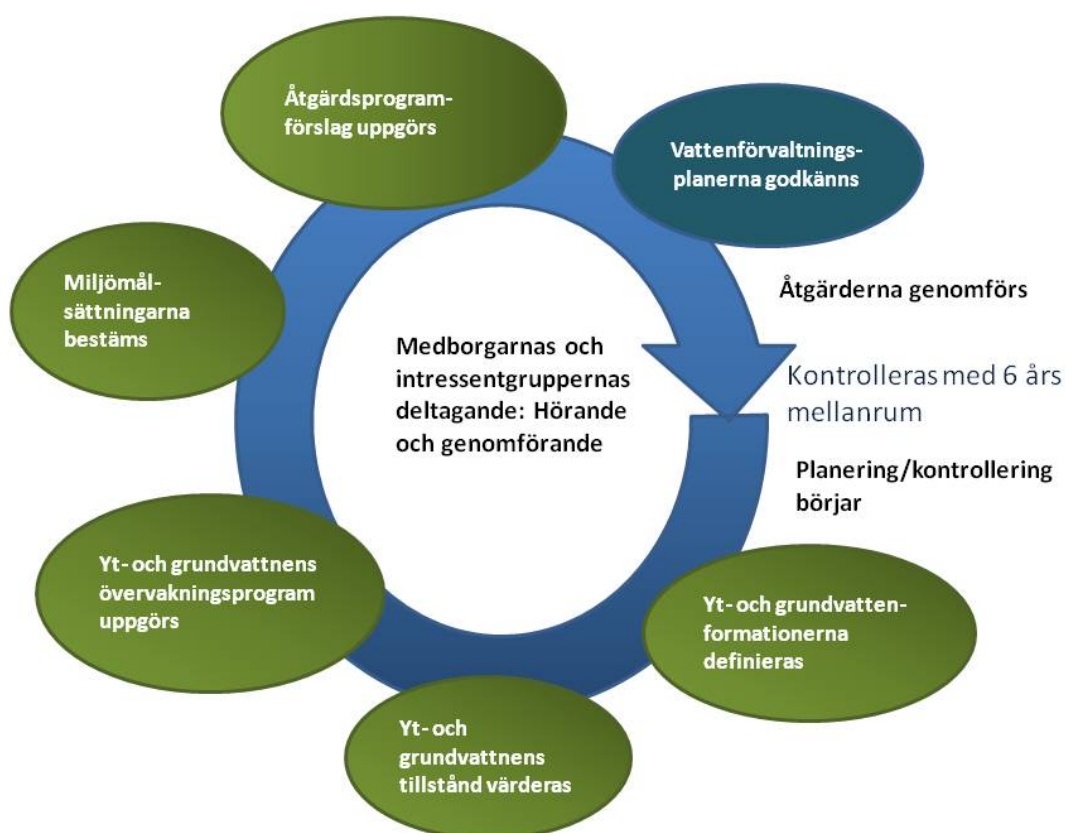 Åtgärdsprogram-
förslag uppgörs
Vattenförvaltnings-
planerna godkänns
Miljömål-
sättningarna
bestäms
Åtgärderna genomförs
Medborgarnas och
intressentgruppernas
deltagande: Hörande
och genomförande
Kontrolleras med 6 års
mellanrum
Planering/kontrollering
börjar
Yt- och grundvattnens
övervakningsprogram
uppgörs
Yt- och grundvatten-
formationerna
definieras
Yt- och
grundvattnens
tillstånd värderas